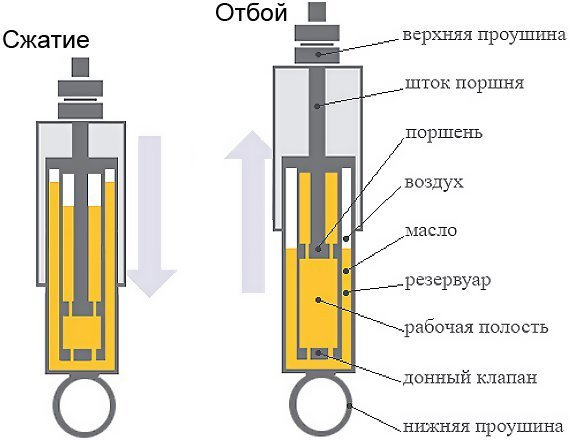 Сжатие
Отбой
верхняя проушина
шток поршня
поршень
воздух
масло
резервуар
рабочая полость
донный клапан
нижняя проушина